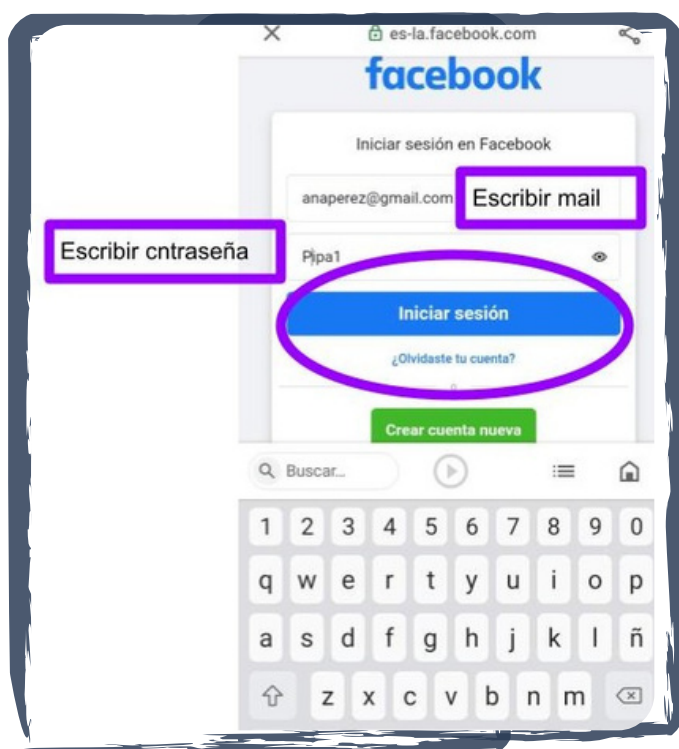 es-la.facebook.com
facebook
Iniciar sesión en Facebook
anaperez@gmail.com
Escribir mail
Escribir cntraseña
Pipa1
Iniciar sesión
¿Olvidaste tu cuenta?
o
Crear cuenta nueva
Buscar...
1 2 3 4 5 6 7 8 9 0
q w e r t y u i o p
a s d f g h j k l ñ
z x c v b n m